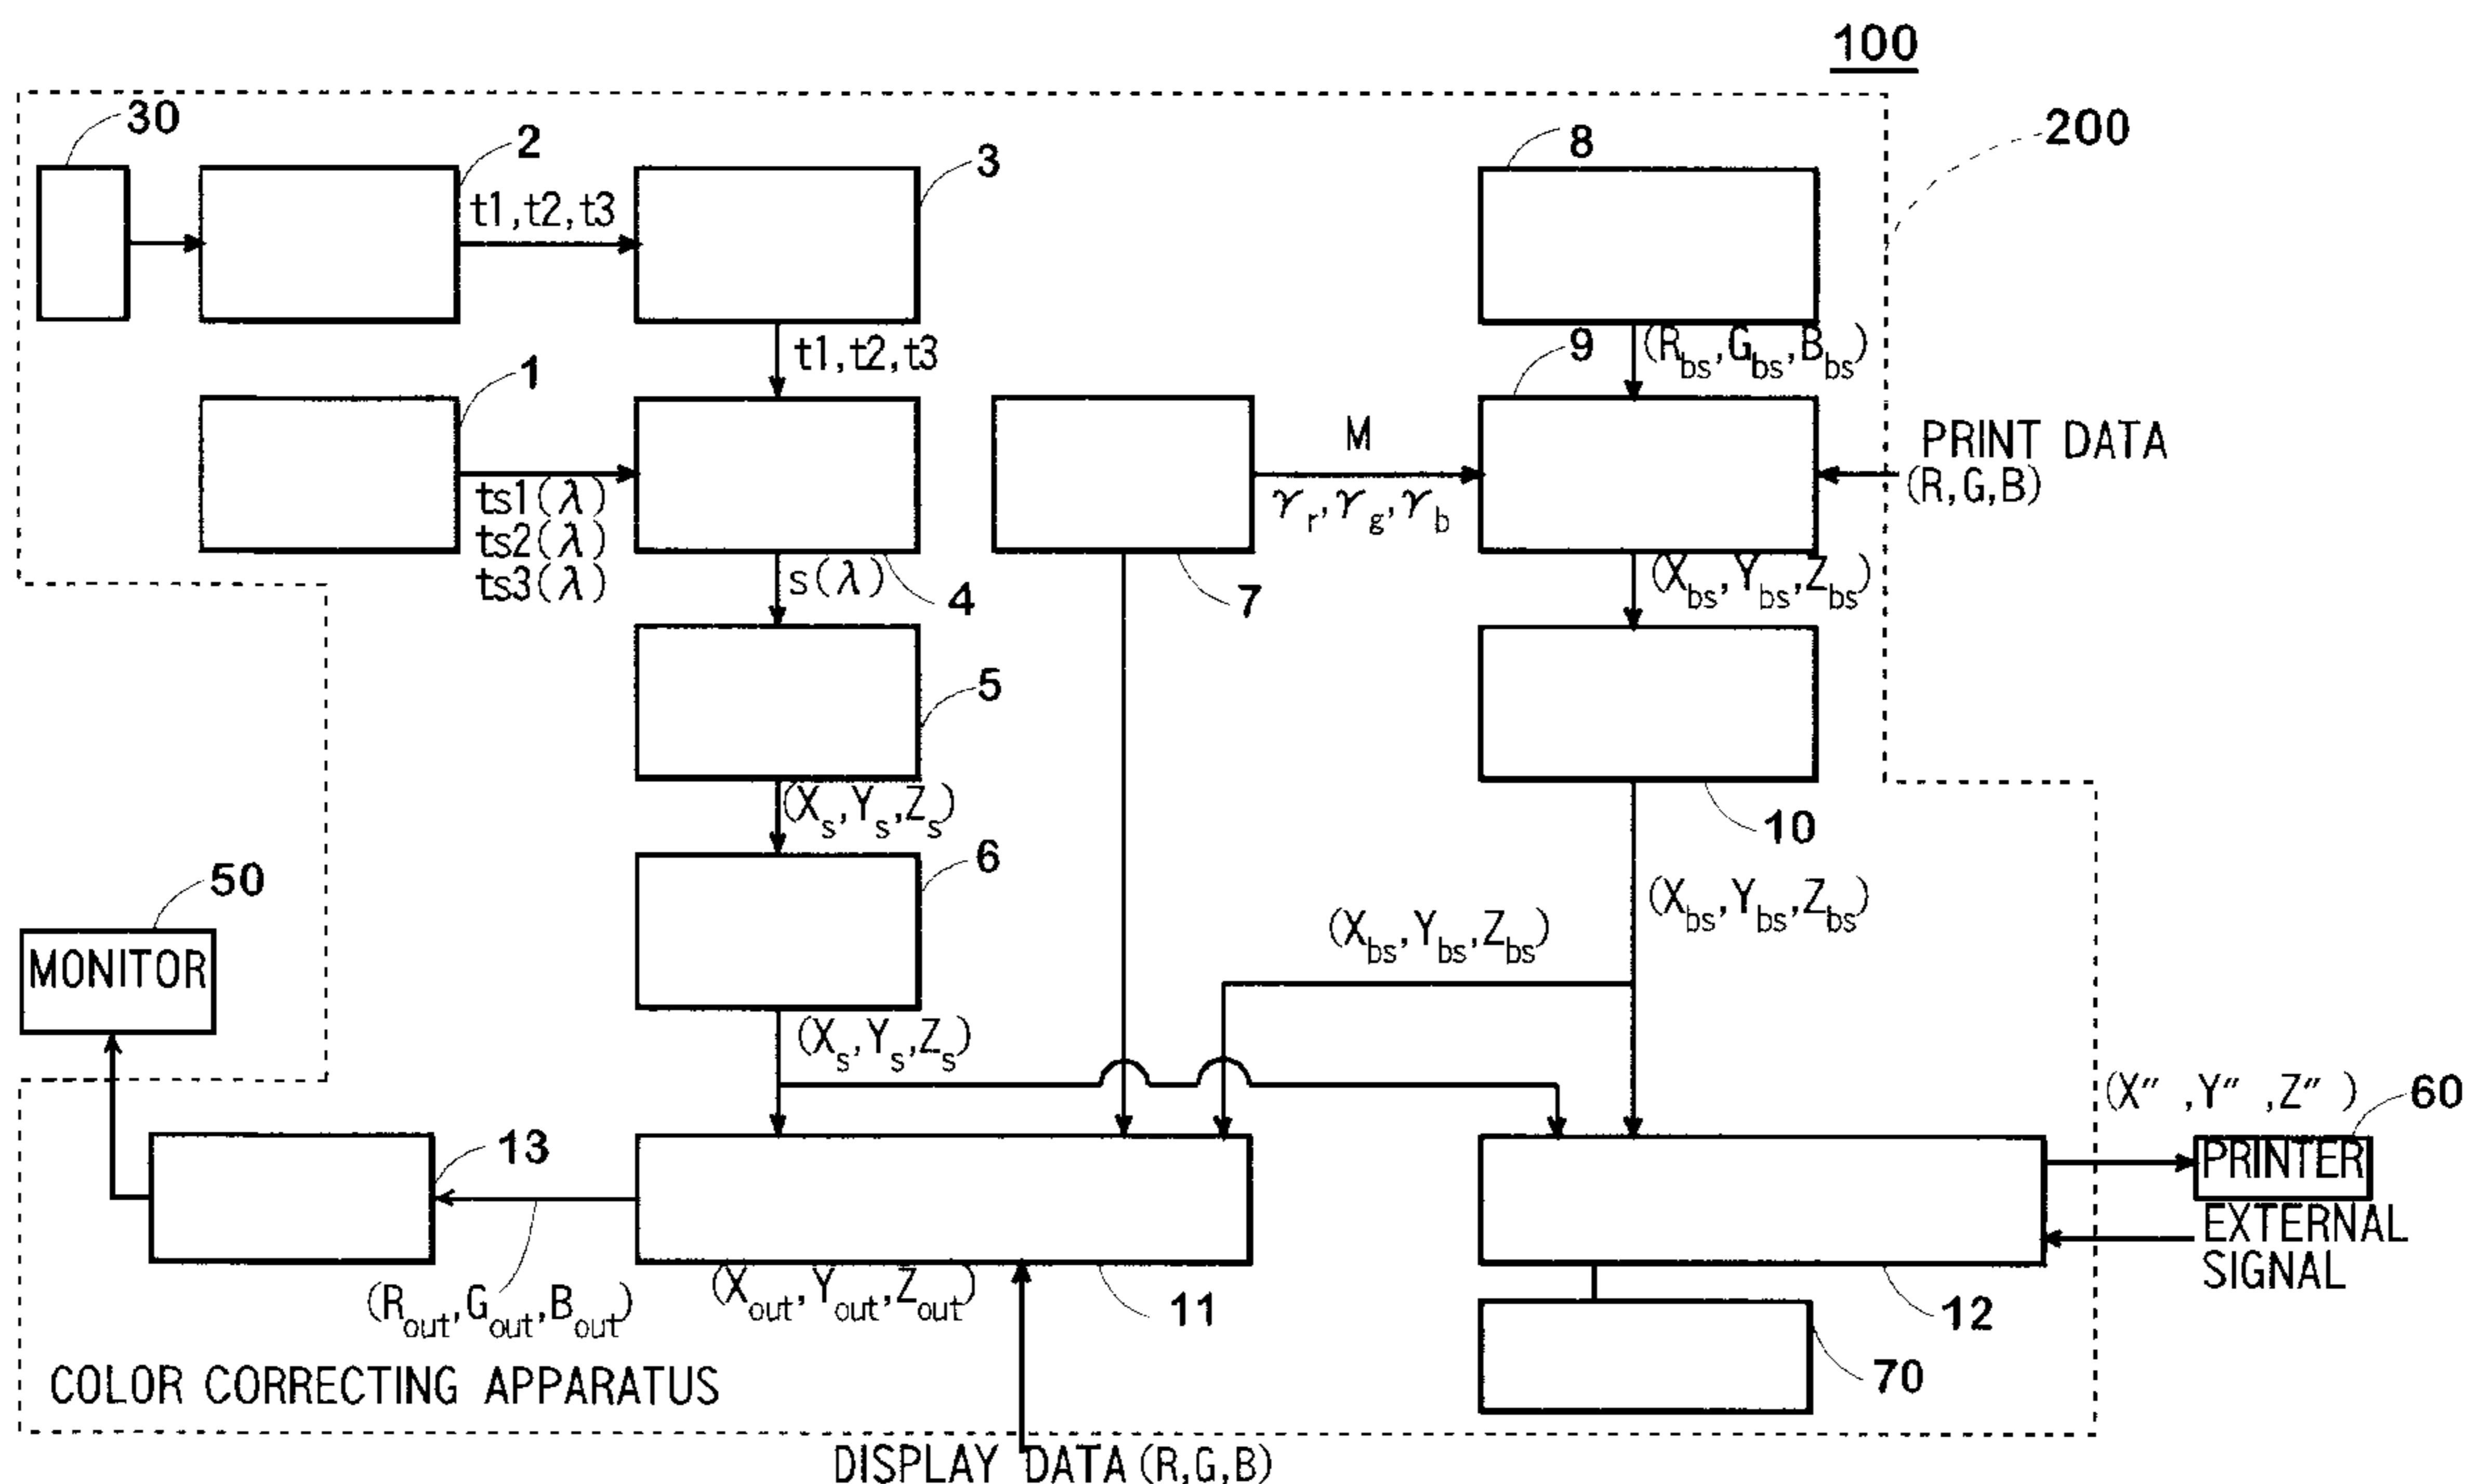 100
30
2
3
8
200
t1,t2,t3
t1,t2,t3
(Rbs,Gbs,Bbs)
1
9
M
γr,γg,γb
PRINT DATA
(R,G,B)
ts1(λ)
ts2(λ)
ts3(λ)
s(λ)
4
7
(Xbs,Ybs,Zbs)
5
(Xs,Ys,Zs)
10
6
50
MONITOR
(Xbs,Ybs,Zbs)
(Xbs,Ybs,Zbs)
(Xs,Ys,Zs)
(X″ ,Y″ ,Z″ )
60
13
PRINTER
EXTERNAL
SIGNAL
(Rout,Gout,Bout)
(Xout,Yout,Zout)
11
12
70
COLOR CORRECTING APPARATUS
DISPLAY DATA (R,G,B)